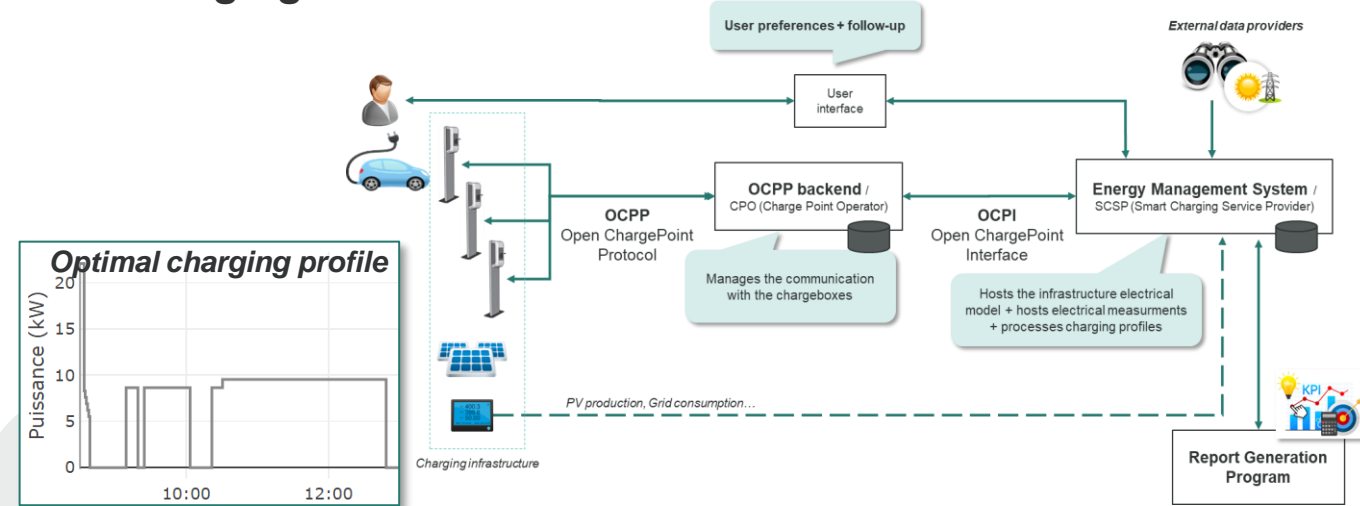 User preferences + follow-up
External data providers
User
interface
OCPP backend /
CPO (Charge Point Operator)
Energy Management System /
SCSP (Smart Charging Service Provider)
OCPP
Open ChargePoint
Protocol
OCPI
Open ChargePoint
Interface
Manages the communication
with the chargeboxes
Hosts the infrastructure electrical
model + hosts electrical measurments
+ processes charging profiles
Optimal charging profile
Puissance (kW)
20
15
10
5
0
10:00
12:00
PV production, Grid consumption...
Charging infrastructure
KPI
Report Generation
Program